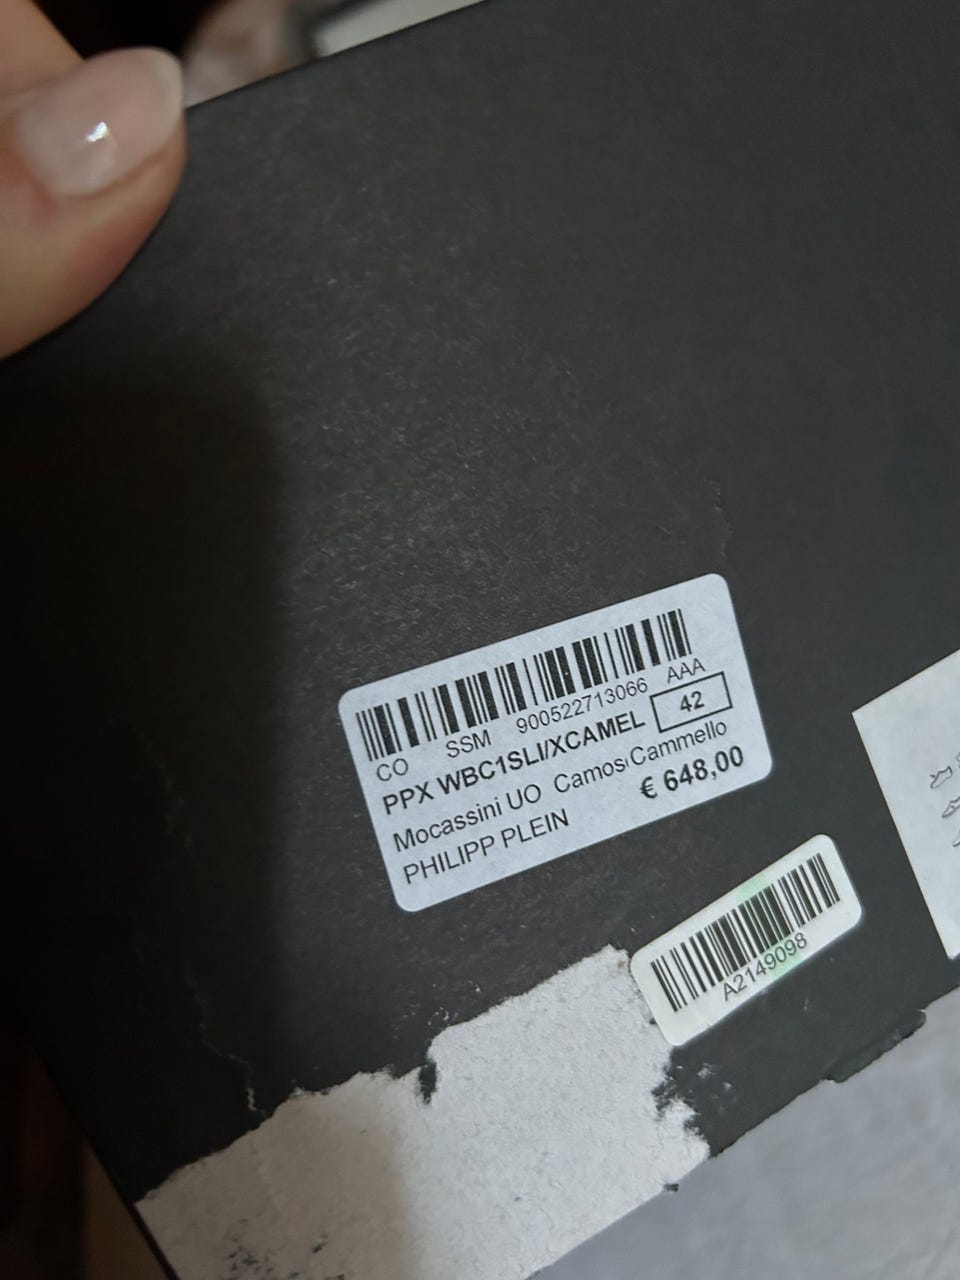 CO SSM 900522713066 AAA
PPX WBC1SLI/XCAMEL 42
Mocassini UO Camos Cammello
PHILIPP PLEIN € 648,00
A2149098